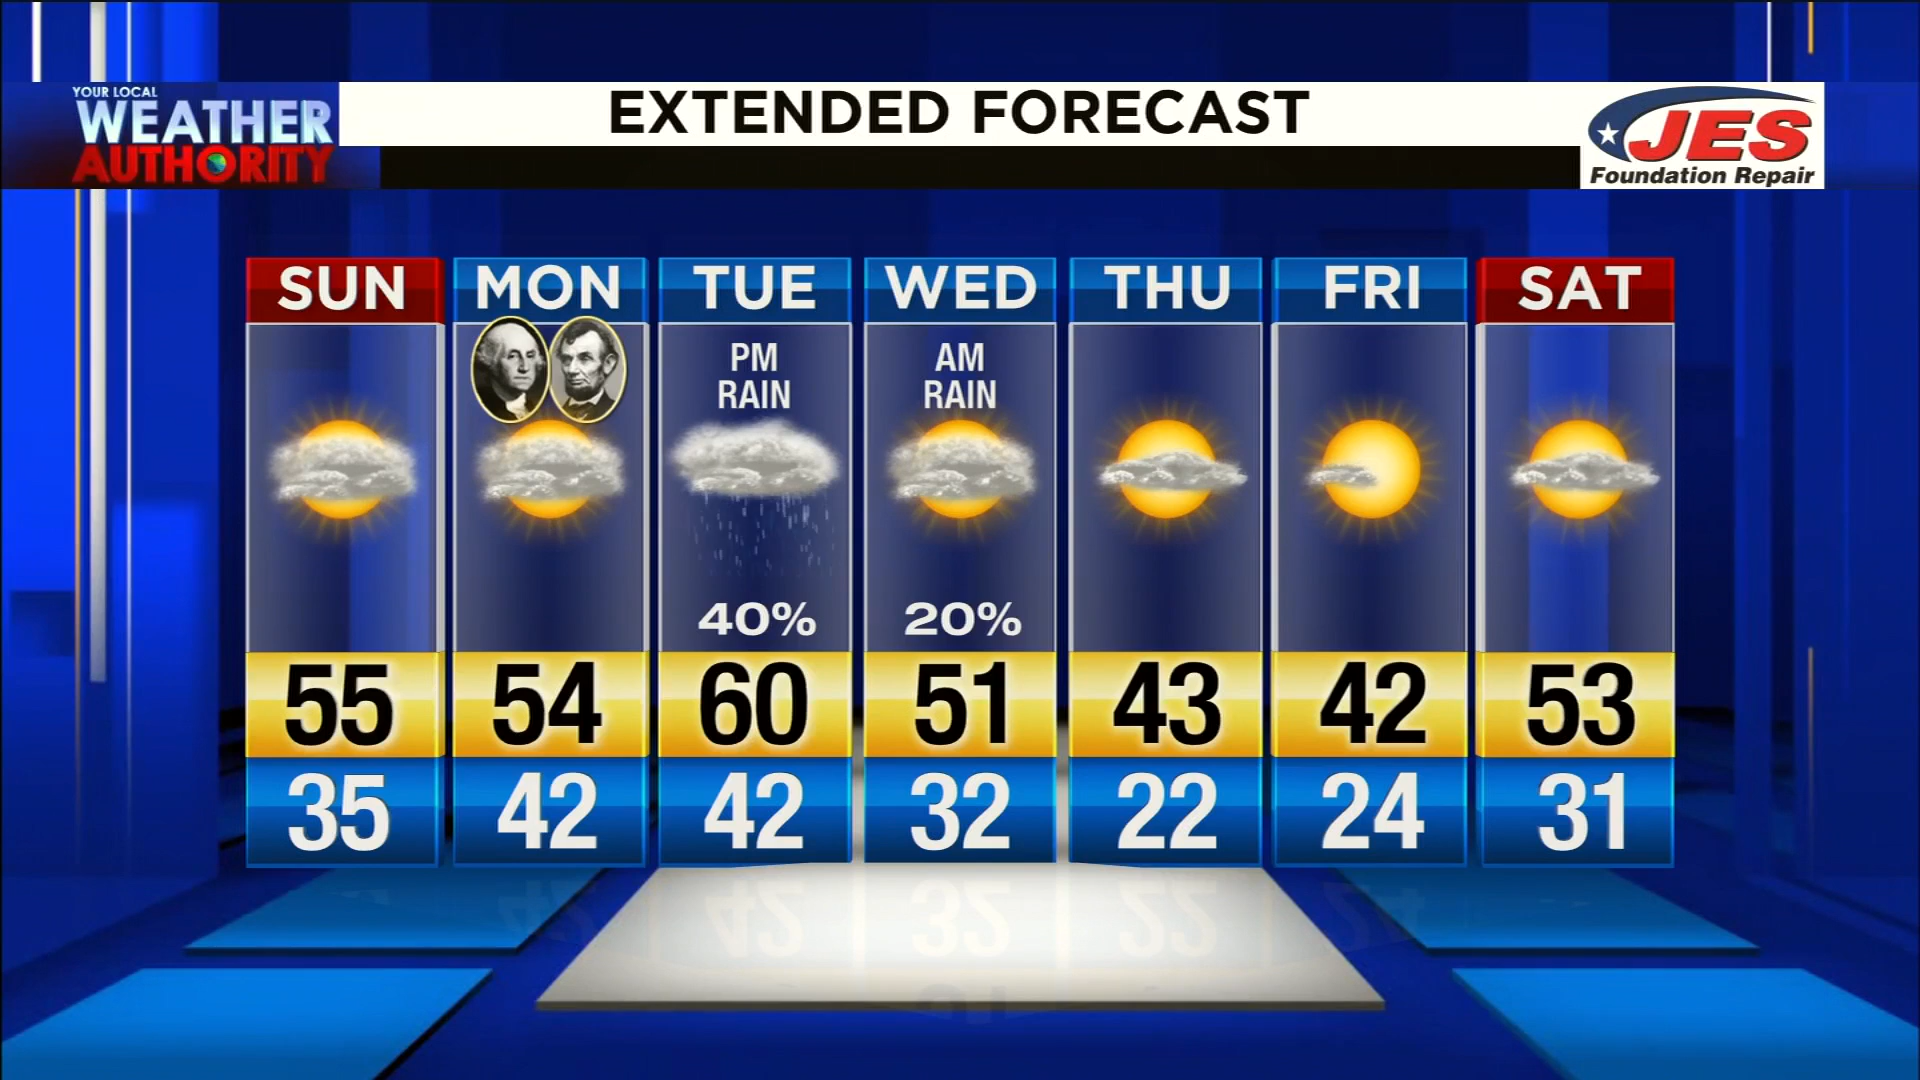 YOUR LOCAL
WEATHER
AUTHORITY
EXTENDED FORECAST
JES
Foundation Repair
SUN MON TUE WED THU FRI SAT
PM
RAIN
AM
RAIN
40% 20%
55 54 60 51 43 42 53
35 42 42 32 22 24 31